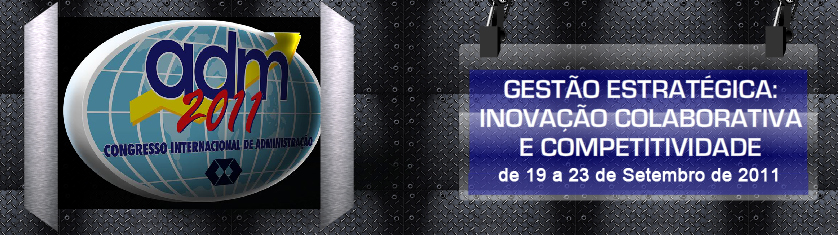 adm
2011
CONGRESSO INTERNACIONAL DE ADMINISTRAÇÃO
GESTÃO ESTRATÉGICA:
INOVAÇÃO COLABORATIVA
E COMPETITIVIDADE
de 19 a 23 de Setembro de 2011